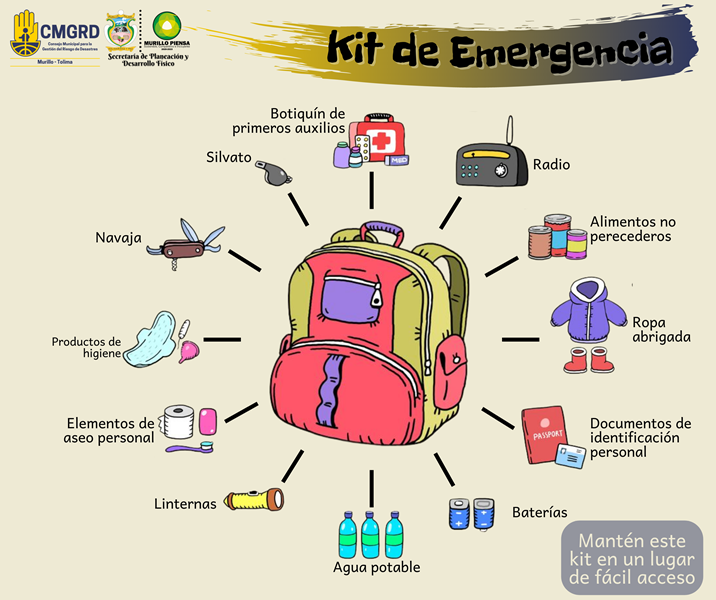 CMGRD
Consejo Municipal para la
Gestión del Riesgo de Desastres
Murillo - Tolima
MURILLO PIENSA
Secretaría de Planeación y
Desarrollo Físico
Kit de Emergencia
Botiquín de
primeros auxilios
MED
Silvato
Radio
Navaja
Alimentos no
perecederos
Productos de
higiene
Ropa
abrigada
Elementos de
aseo personal
PASSPORT
Documentos de
identificación
personal
Linternas
Baterías
Agua potable
Mantén este
kit en un lugar
de fácil acceso